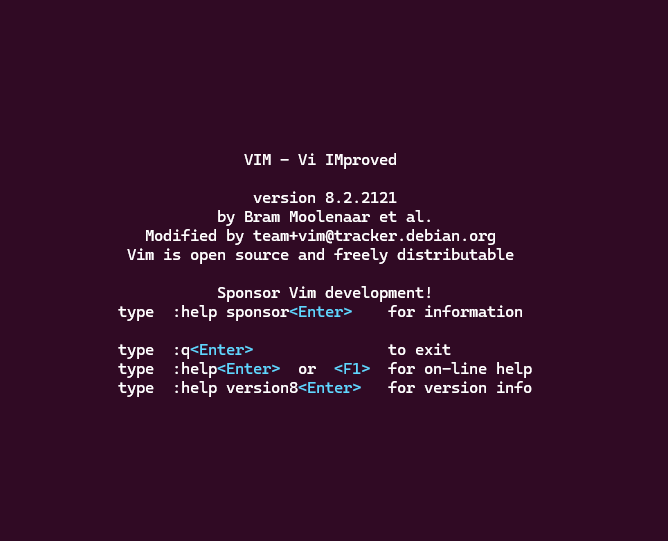 VIM - Vi IMproved
version 8.2.2121
by Bram Moolenaar et al.
Modified by team+vim@tracker.debian.org
Vim is open source and freely distributable
Sponsor Vim development!
type  :help sponsor<Enter>    for information
type  :q<Enter>               to exit
type  :help<Enter>  or  <F1>  for on-line help
type  :help version8<Enter>   for version info